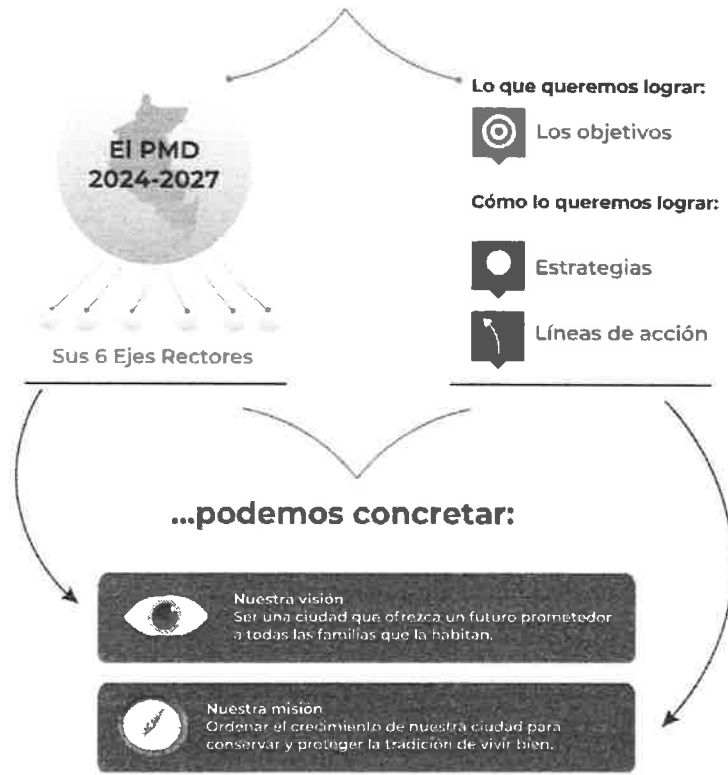 El PMD
2024-2027
Sus 6 Ejes Rectores
Lo que queremos lograr:
Los objetivos
Cómo lo queremos lograr:
Estrategias
Líneas de acción
...podemos concretar:
Nuestra visión
Ser una ciudad que ofrezca un futuro prometedor
a todas las familias que la habitan.
Nuestra misión
Ordenar el crecimiento de nuestra ciudad para
conservar y proteger la tradición de vivir bien.